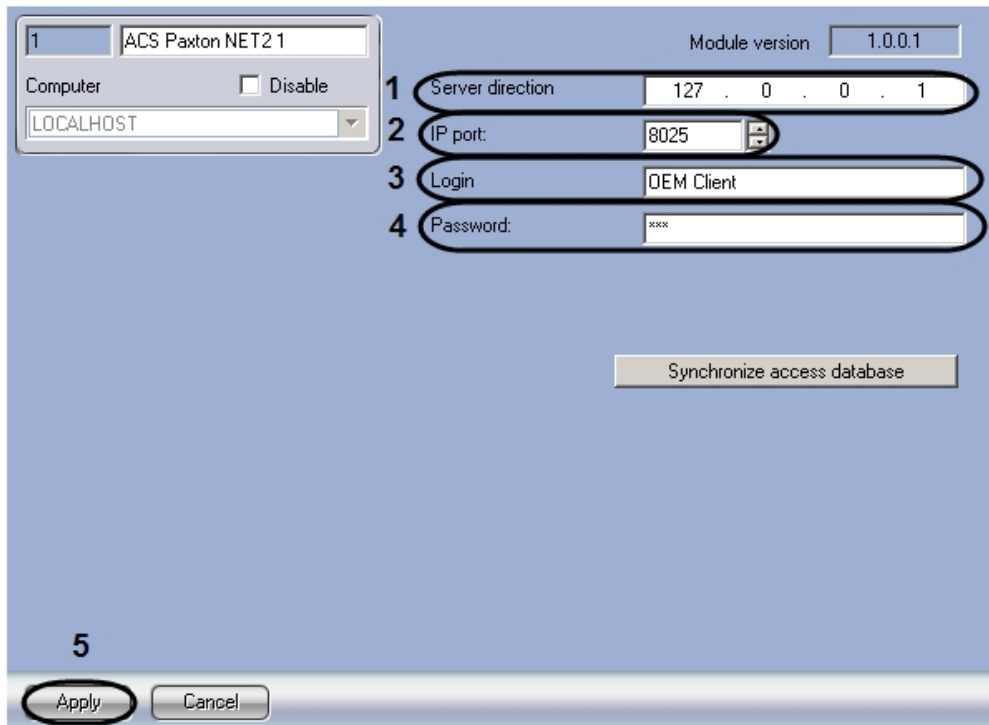 1 ACS Paxton NET2 1
Computer Disable
LOCALHOST
Module version 1.0.0.1
1 Server direction 127 . 0 . 0 . 1
2 IP port: 8025
3 Login OEM Client
4 Password: xxx
Synchronize access database
5
Apply Cancel